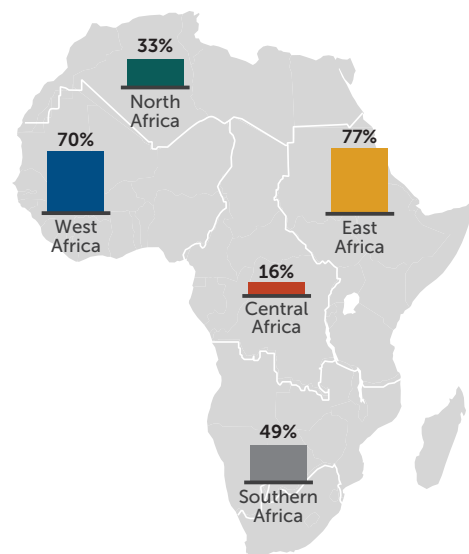 33%
North
Africa
70%
West
Africa
77%
East
Africa
16%
Central
Africa
49%
Southern
Africa